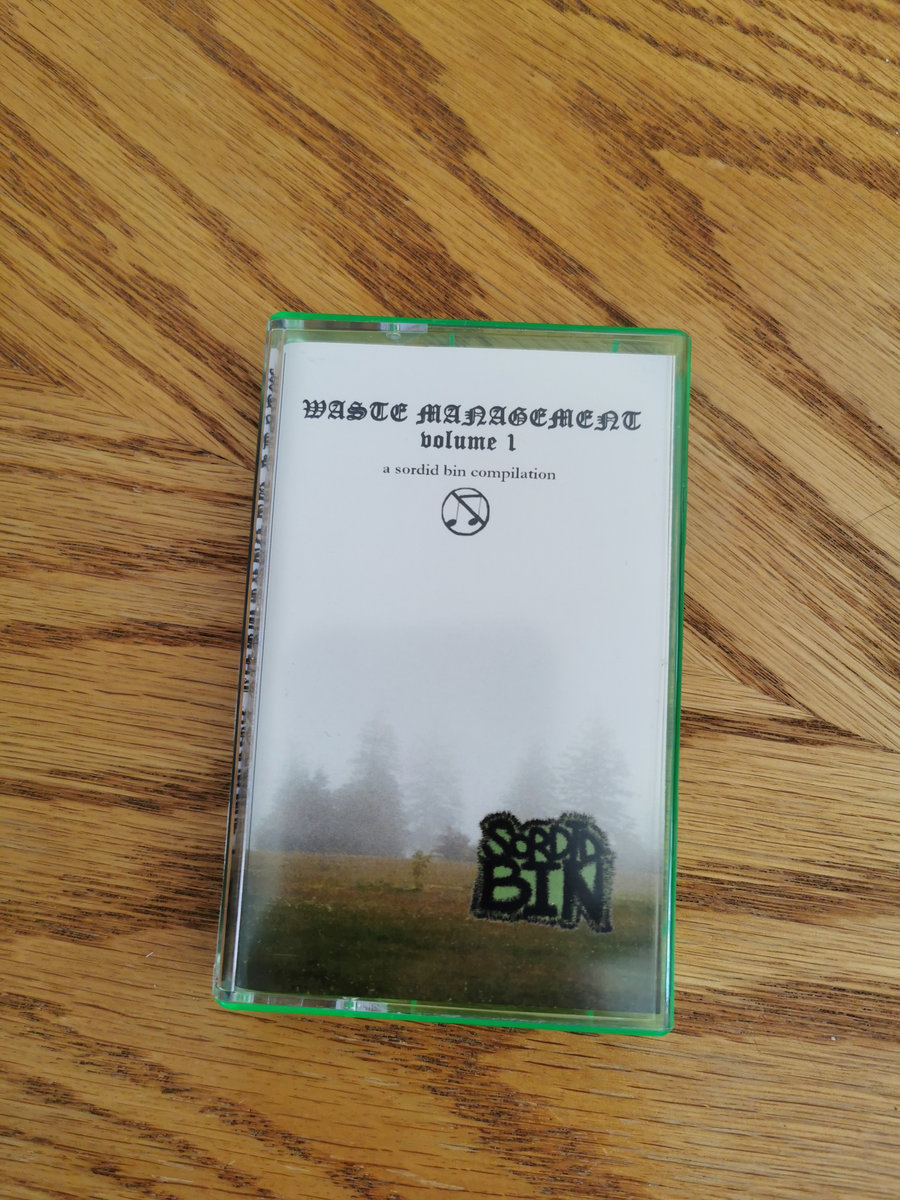 WASTE MANAGEMENT
volume 1
a sordid bin compilation
SORDID
BIN